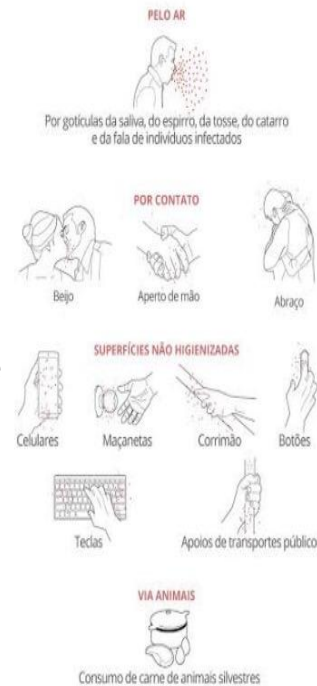 PELO AR
Por gotículas da saliva, do espirro, da tosse, do catarro
e da fala de indivíduos infectados
POR CONTATO
Beijo
Aperto de mão
Abraço
SUPERFÍCIES NÃO HIGIENIZADAS
Celulares
Maçanetas
Corrimão
Botões
Teclas
Apoios de transportes público
VIA ANIMAIS
Consumo de carne de animais silvestres